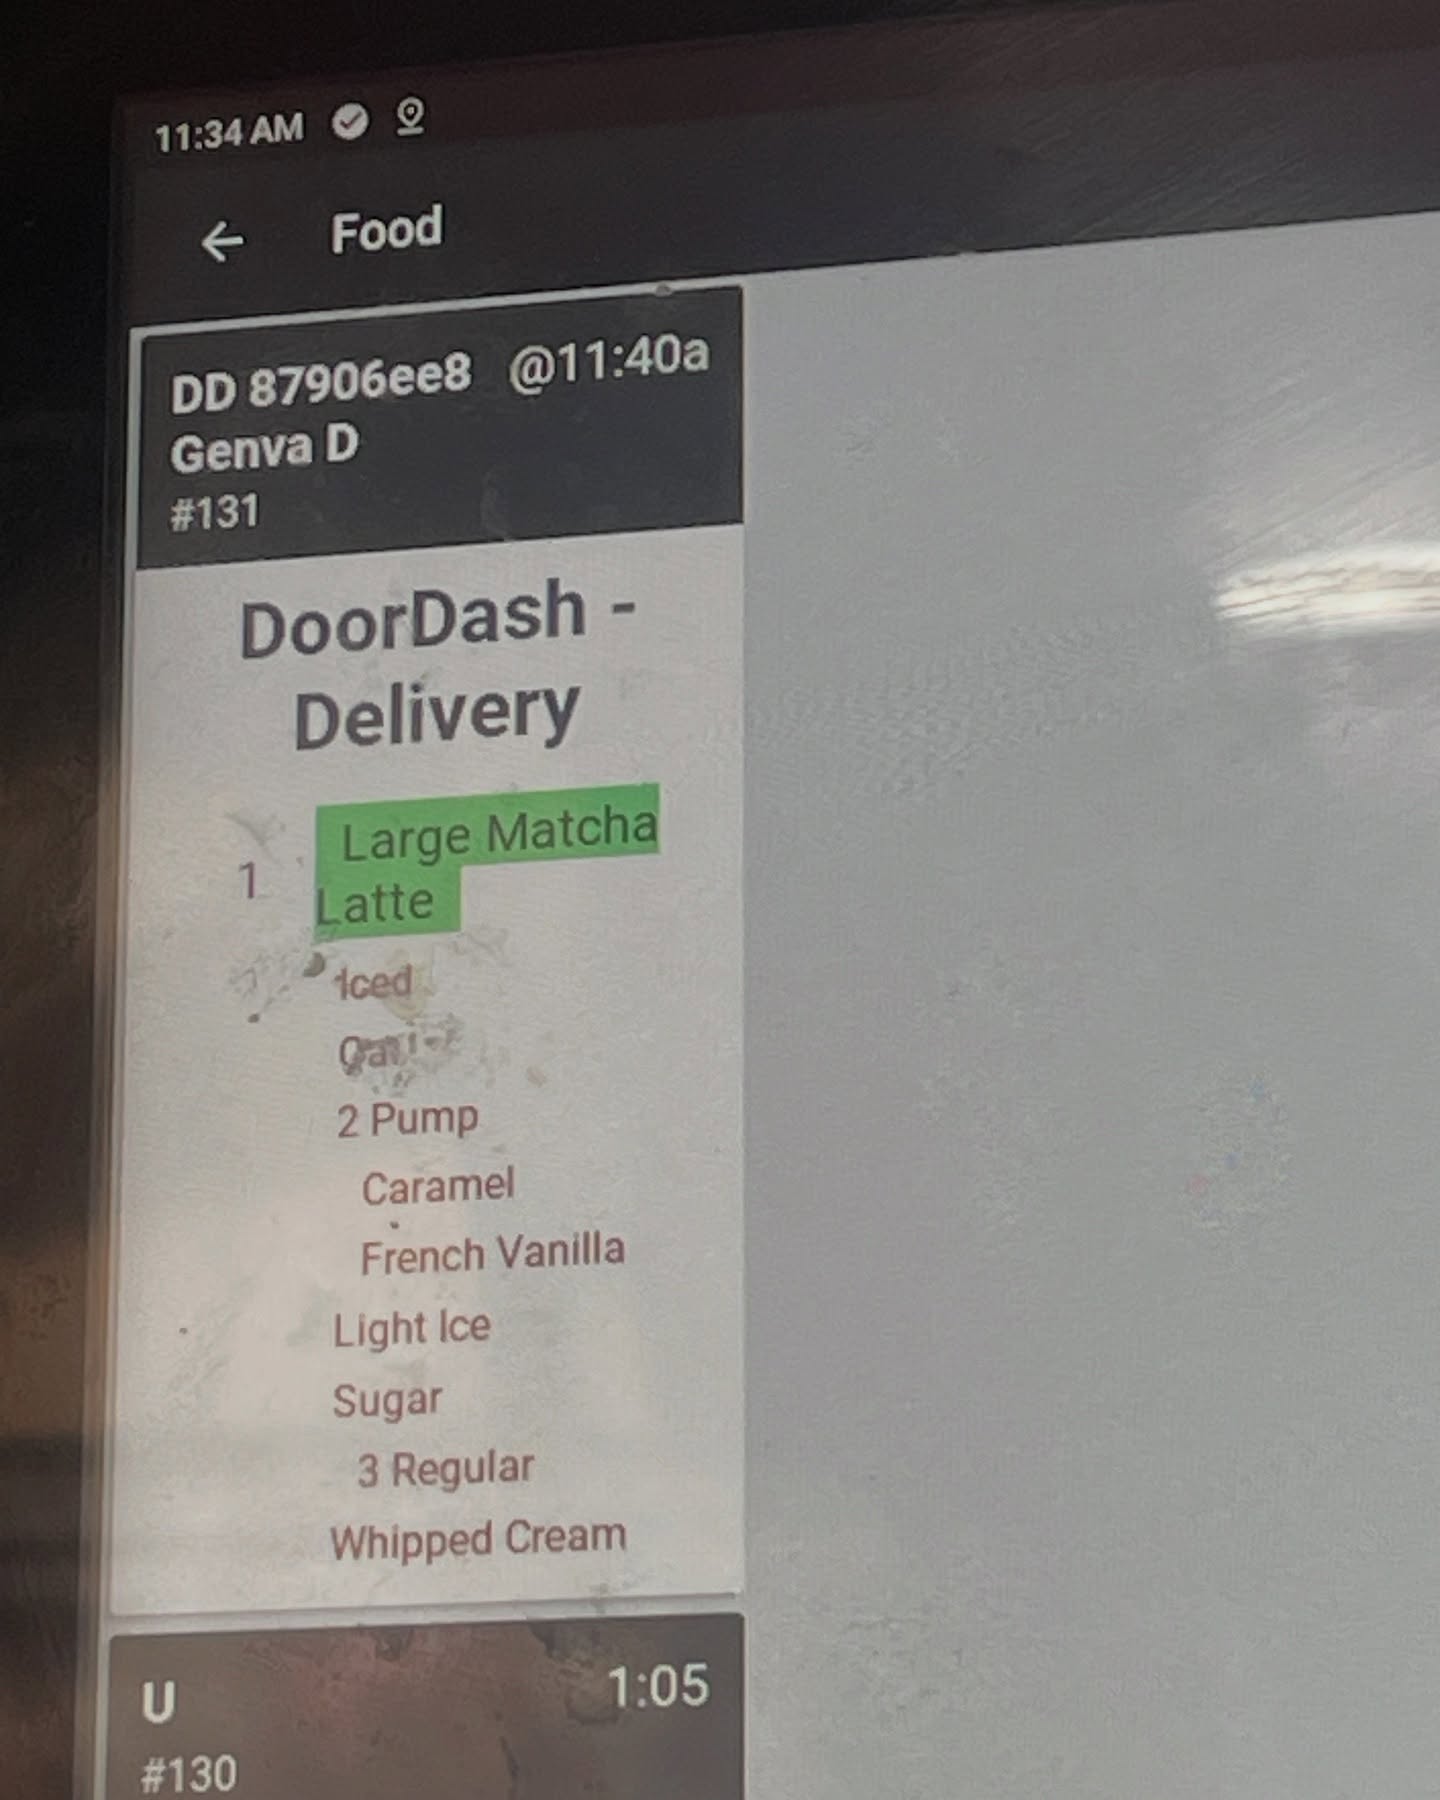 11:34 AM
Food
DD 87906ee8 @11:40a
Genva D
#131
DoorDash -
Delivery
1 Large Matcha
Latte
Iced
2 Pump
Caramel
French Vanilla
Light Ice
Sugar
3 Regular
Whipped Cream
U 1:05
#130